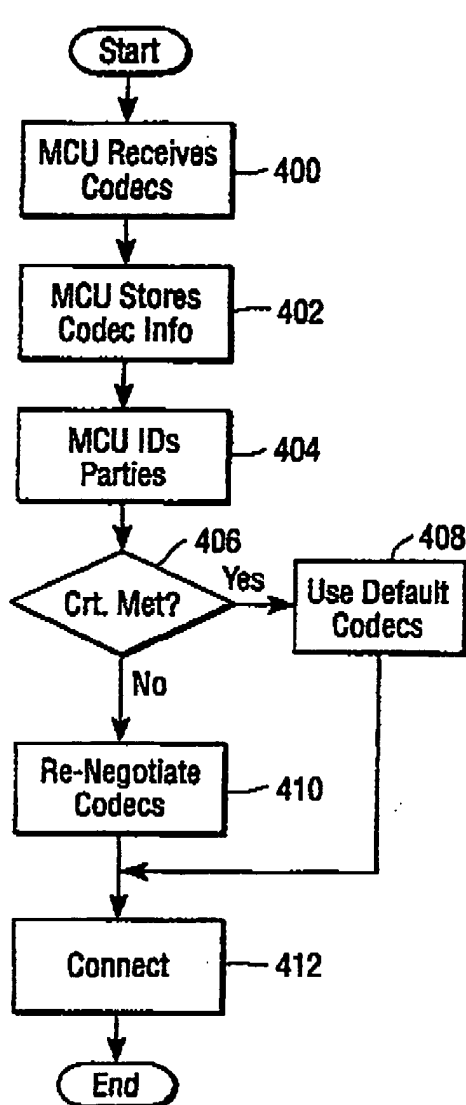 Start
MCU Receives
Codecs
400
MCU Stores
Codec Info
402
MCU IDs
Parties
404
406
Crt. Met?
Yes
408
Use Default
Codecs
No
Re-Negotiate
Codecs
410
Connect
412
End